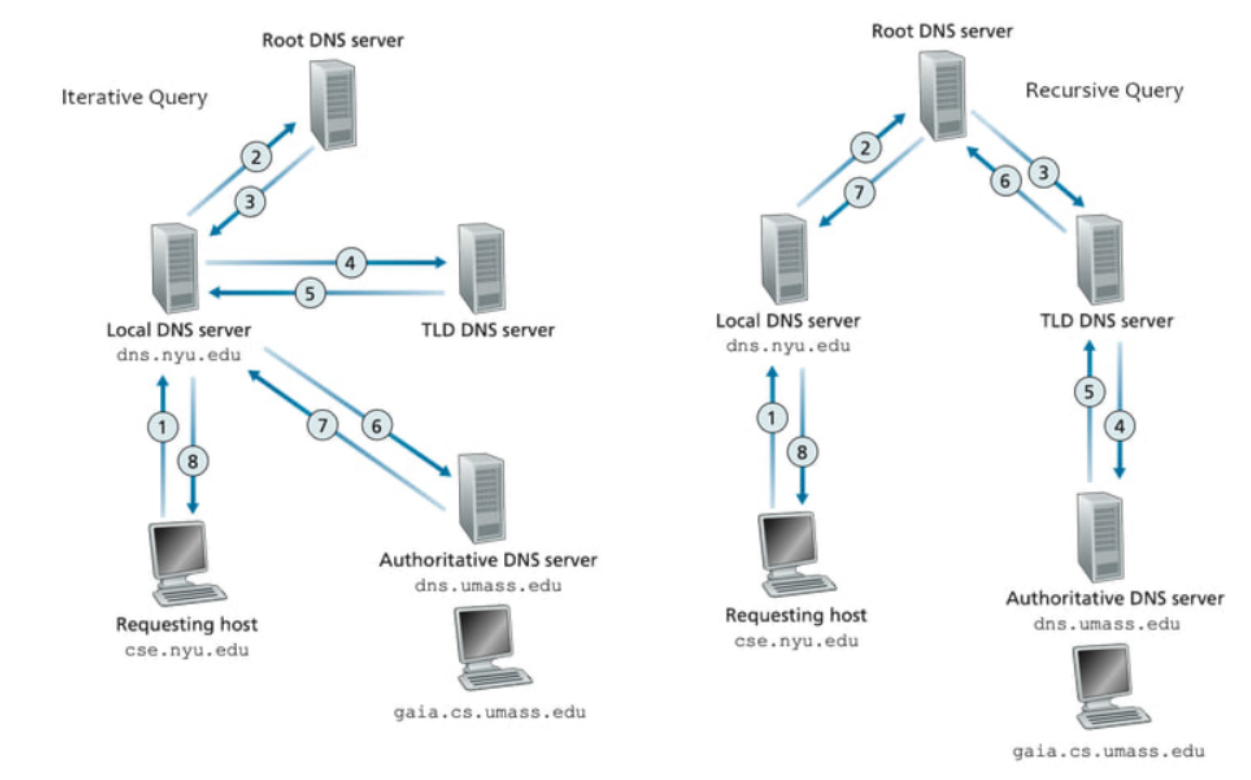 Root DNS server
Iterative Query
2
3
4
5
Local DNS server
dns.nyu.edu
TLD DNS server
1
8
7
6
Authoritative DNS server
dns.umass.edu
Requesting host
cse.nyu.edu
gaia.cs.umass.edu
Root DNS server
Recursive Query
2
7
6
3
Local DNS server
dns.nyu.edu
TLD DNS server
1
8
5
4
Requesting host
cse.nyu.edu
Authoritative DNS server
dns.umass.edu
gaia.cs.umass.edu